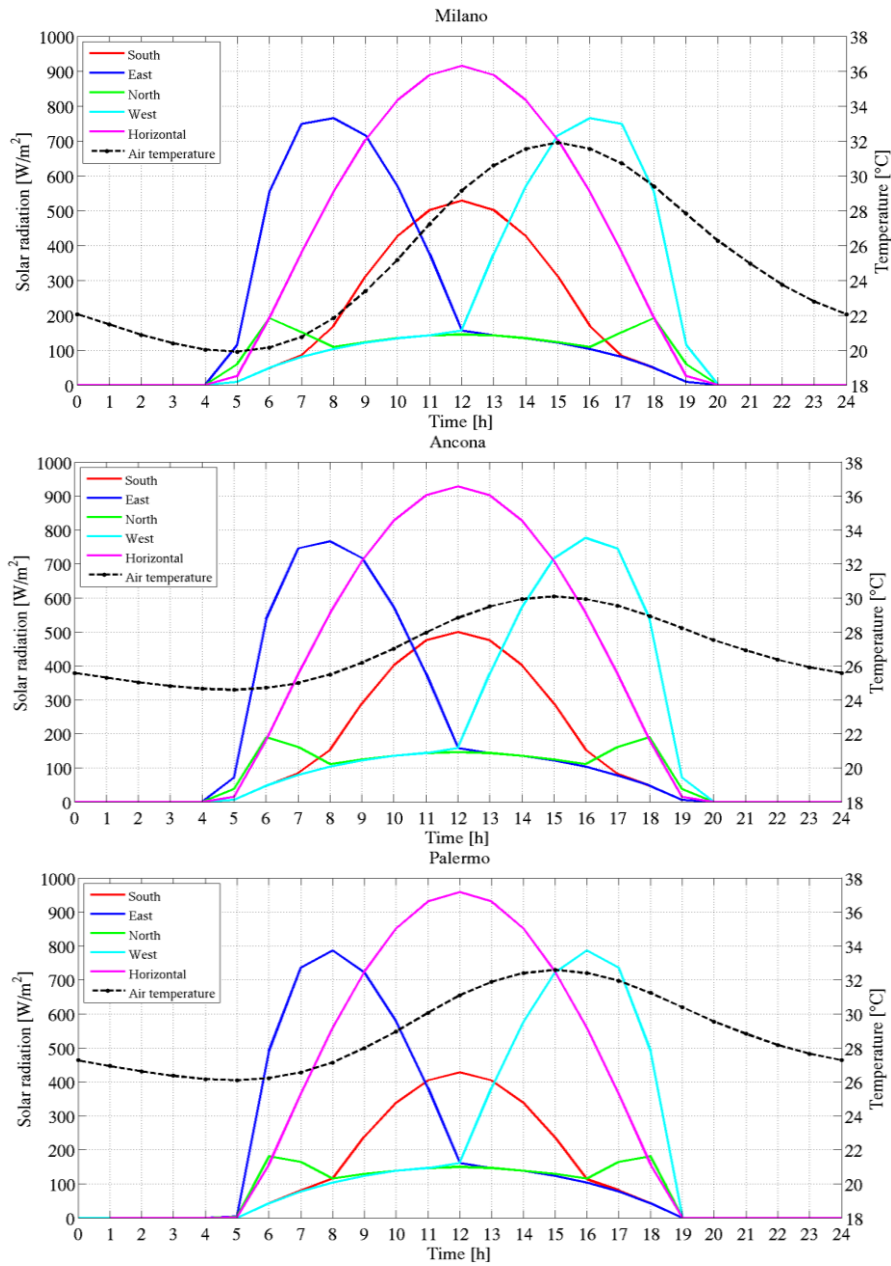 Milano
1000
900
800
700
600
500
400
300
200
100
0
Solar radiation [W/m²]
South
East
North
West
Horizontal
Air temperature
38
36
34
32
30
28
26
24
22
20
18
Temperature [°C]
0 1 2 3 4 5 6 7 8 9 10 11 12 13 14 15 16 17 18 19 20 21 22 23 24
Time [h]
Ancona
1000
900
800
700
600
500
400
300
200
100
0
Solar radiation [W/m²]
South
East
North
West
Horizontal
Air temperature
38
36
34
32
30
28
26
24
22
20
18
Temperature [°C]
0 1 2 3 4 5 6 7 8 9 10 11 12 13 14 15 16 17 18 19 20 21 22 23 24
Time [h]
Palermo
1000
900
800
700
600
500
400
300
200
100
0
Solar radiation [W/m²]
South
East
North
West
Horizontal
Air temperature
38
36
34
32
30
28
26
24
22
20
18
Temperature [°C]
0 1 2 3 4 5 6 7 8 9 10 11 12 13 14 15 16 17 18 19 20 21 22 23 24
Time [h]